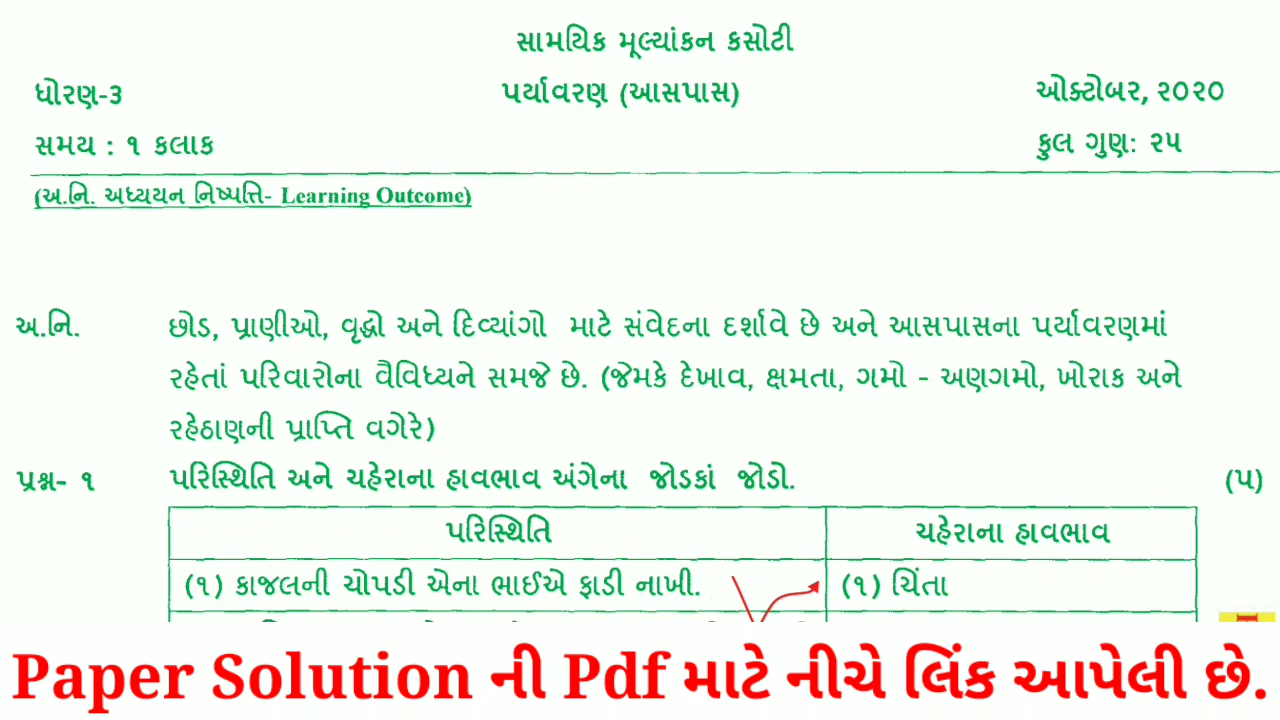 સામયિક મૂલ્યાંકન કસોટી
ધોરણ-૩ પર્યાવરણ (આસપાસ) ઓક્ટોબર, ૨૦૨૦
સમય : ૧ કલાક કુલ ગુણ: ૨૫
(અ.નિ. અધ્યયન નિષ્પત્તિ- Learning Outcome)
અ.નિ. છોડ, પ્રાણીઓ, વૃદ્ધો અને દિવ્યાંગો માટે સંવેદના દર્શાવે છે અને આસપાસના પર્યાવરણમાં
રહેતાં પરિવારોના વૈવિધ્યને સમજે છે. (જેમકે દેખાવ, ક્ષમતા, ગમો - અણગમો, ખોરાક અને
રહેઠાણની પ્રાપ્તિ વગેરે)
પ્રશ્ન- ૧ પરિસ્થિતિ અને ચહેરાના હાવભાવ અંગેના જોડકાં જોડો. (૫)
પરિસ્થિતિ ચહેરાના હાવભાવ
(૧) કાજલની ચોપડી એના ભાઈએ ફાડી નાખી. (૧) ચિંતા
Paper Solution ની Pdf માટે નીચે લિંક આપેલી છે.